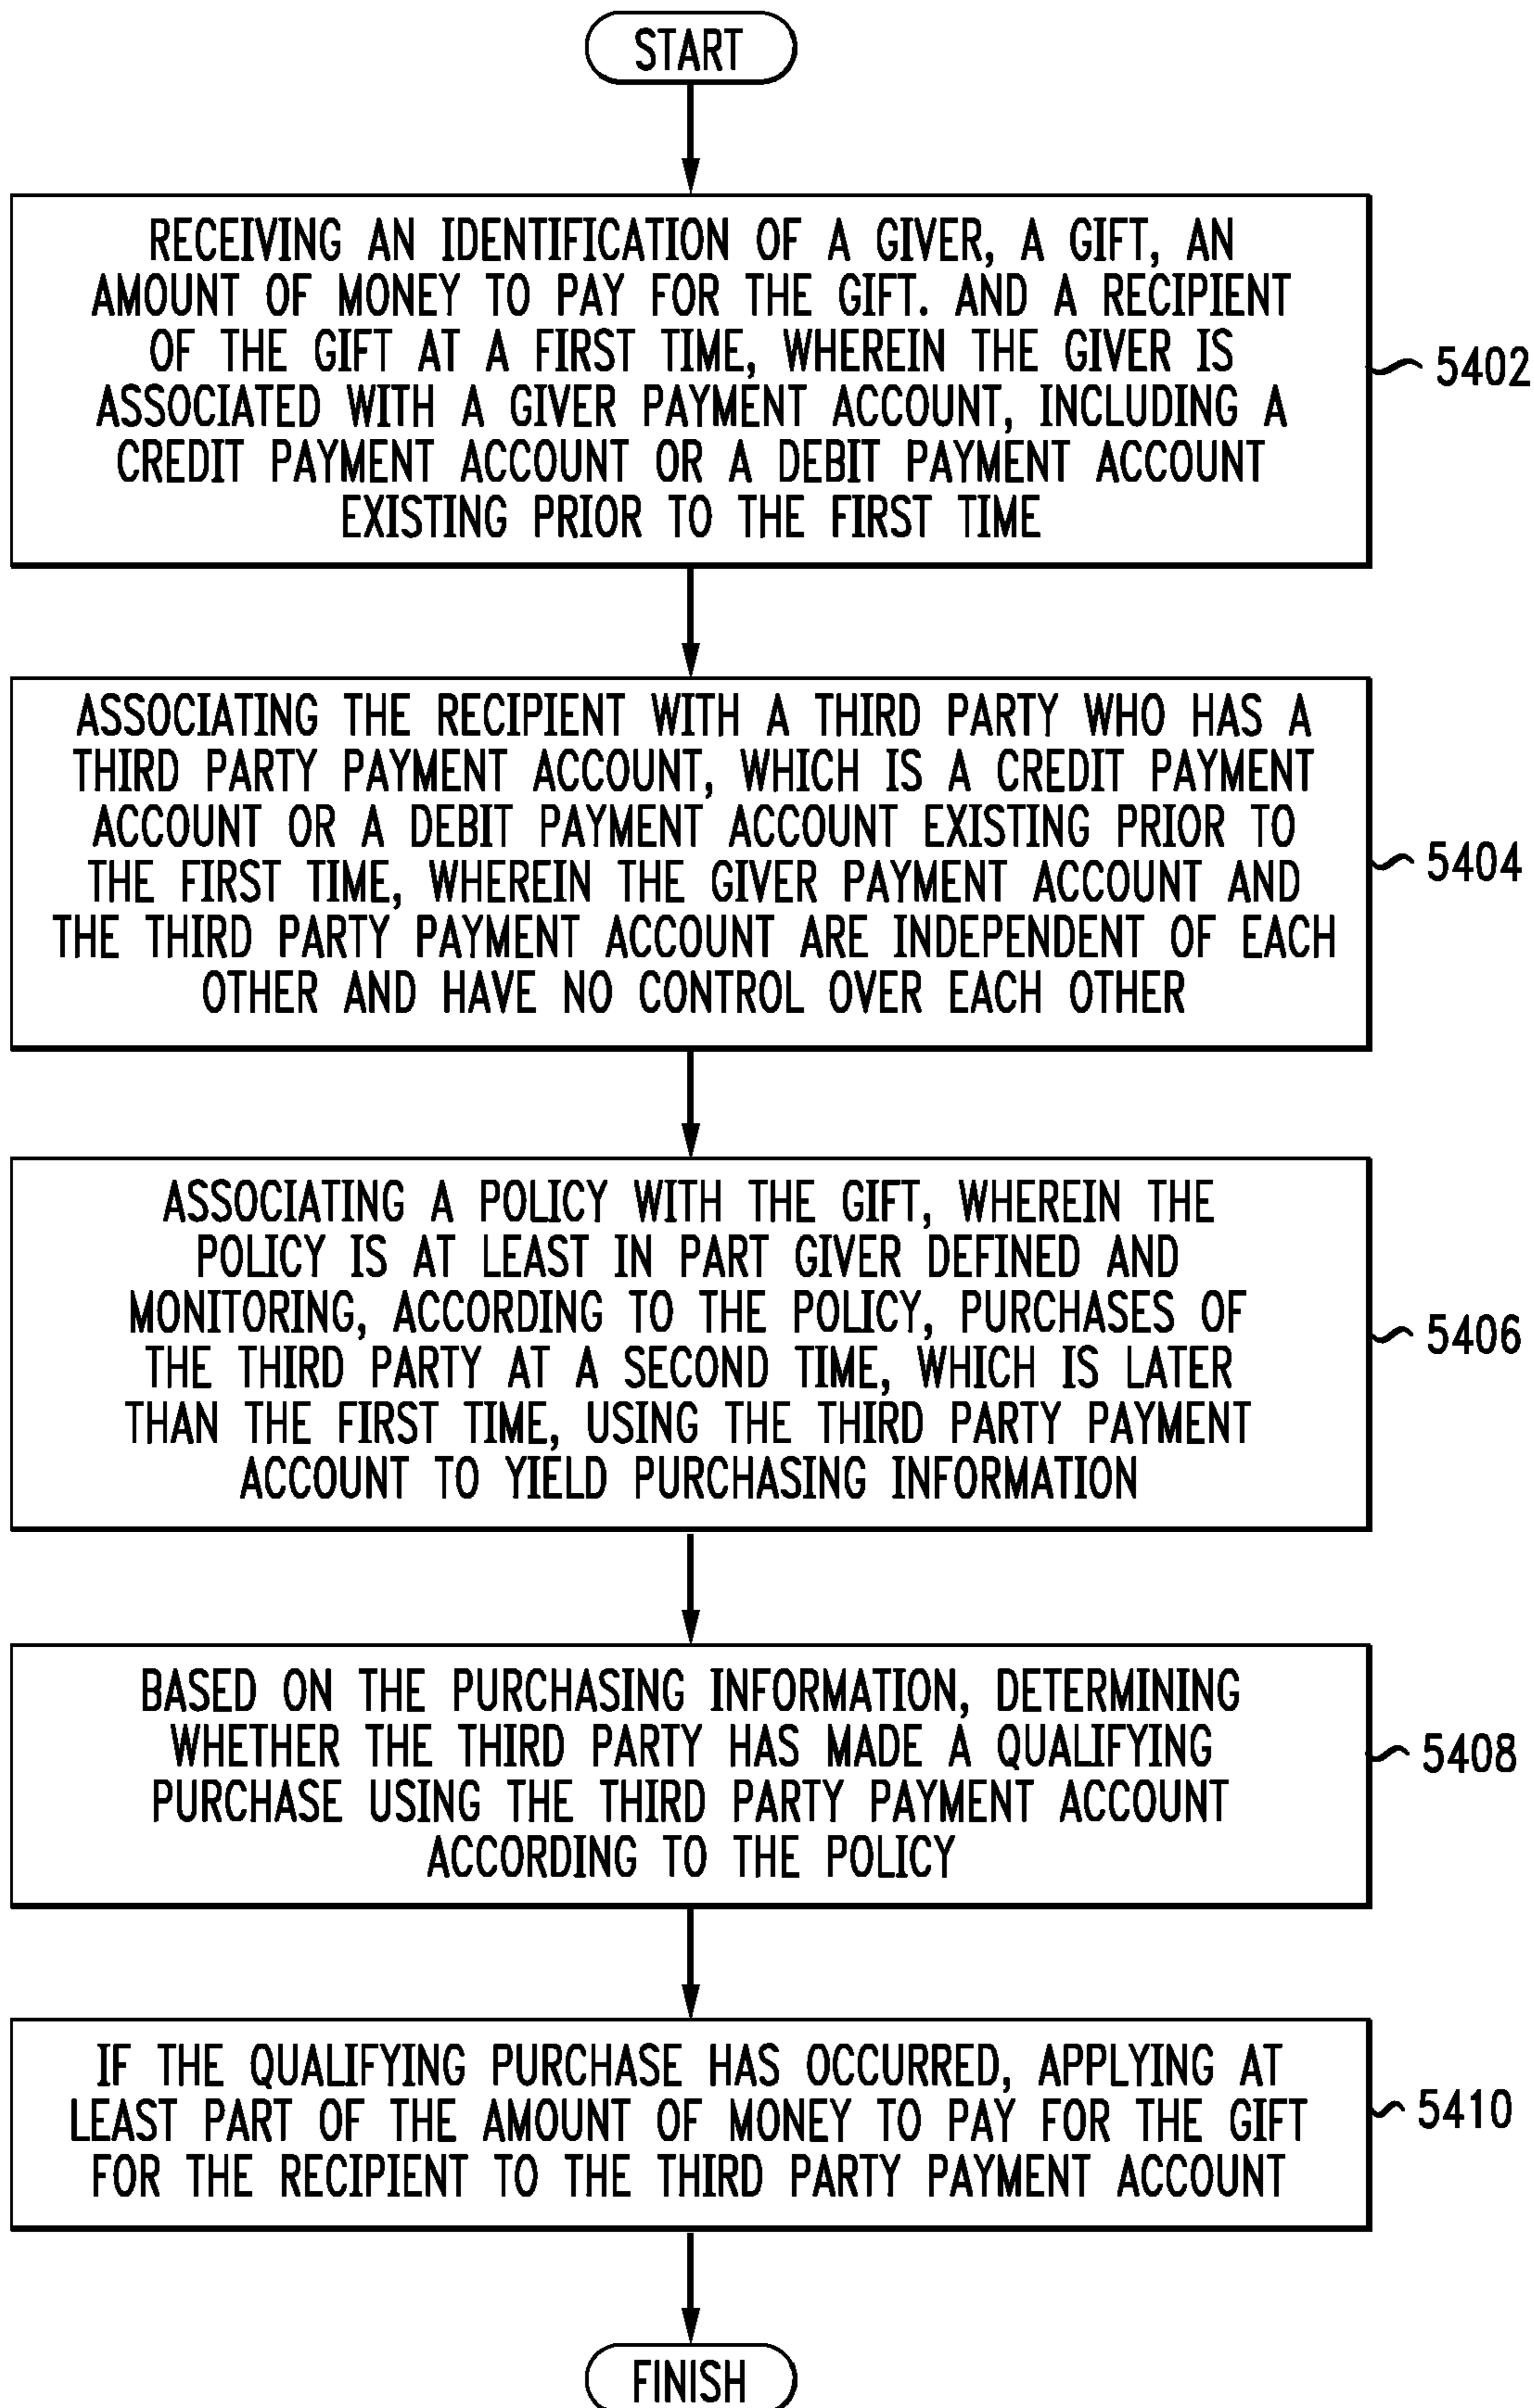 START
RECEIVING AN IDENTIFICATION OF A GIVER, A GIFT, AN
AMOUNT OF MONEY TO PAY FOR THE GIFT. AND A RECIPIENT
OF THE GIFT AT A FIRST TIME, WHEREIN THE GIVER IS
ASSOCIATED WITH A GIVER PAYMENT ACCOUNT, INCLUDING A
CREDIT PAYMENT ACCOUNT OR A DEBIT PAYMENT ACCOUNT
EXISTING PRIOR TO THE FIRST TIME
5402
ASSOCIATING THE RECIPIENT WITH A THIRD PARTY WHO HAS A
THIRD PARTY PAYMENT ACCOUNT, WHICH IS A CREDIT PAYMENT
ACCOUNT OR A DEBIT PAYMENT ACCOUNT EXISTING PRIOR TO
THE FIRST TIME, WHEREIN THE GIVER PAYMENT ACCOUNT AND
THE THIRD PARTY PAYMENT ACCOUNT ARE INDEPENDENT OF EACH
OTHER AND HAVE NO CONTROL OVER EACH OTHER
5404
ASSOCIATING A POLICY WITH THE GIFT, WHEREIN THE
POLICY IS AT LEAST IN PART GIVER DEFINED AND
MONITORING, ACCORDING TO THE POLICY, PURCHASES OF
THE THIRD PARTY AT A SECOND TIME, WHICH IS LATER
THAN THE FIRST TIME, USING THE THIRD PARTY PAYMENT
ACCOUNT TO YIELD PURCHASING INFORMATION
5406
BASED ON THE PURCHASING INFORMATION, DETERMINING
WHETHER THE THIRD PARTY HAS MADE A QUALIFYING
PURCHASE USING THE THIRD PARTY PAYMENT ACCOUNT
ACCORDING TO THE POLICY
5408
IF THE QUALIFYING PURCHASE HAS OCCURRED, APPLYING AT
LEAST PART OF THE AMOUNT OF MONEY TO PAY FOR THE GIFT
FOR THE RECIPIENT TO THE THIRD PARTY PAYMENT ACCOUNT
5410
FINISH